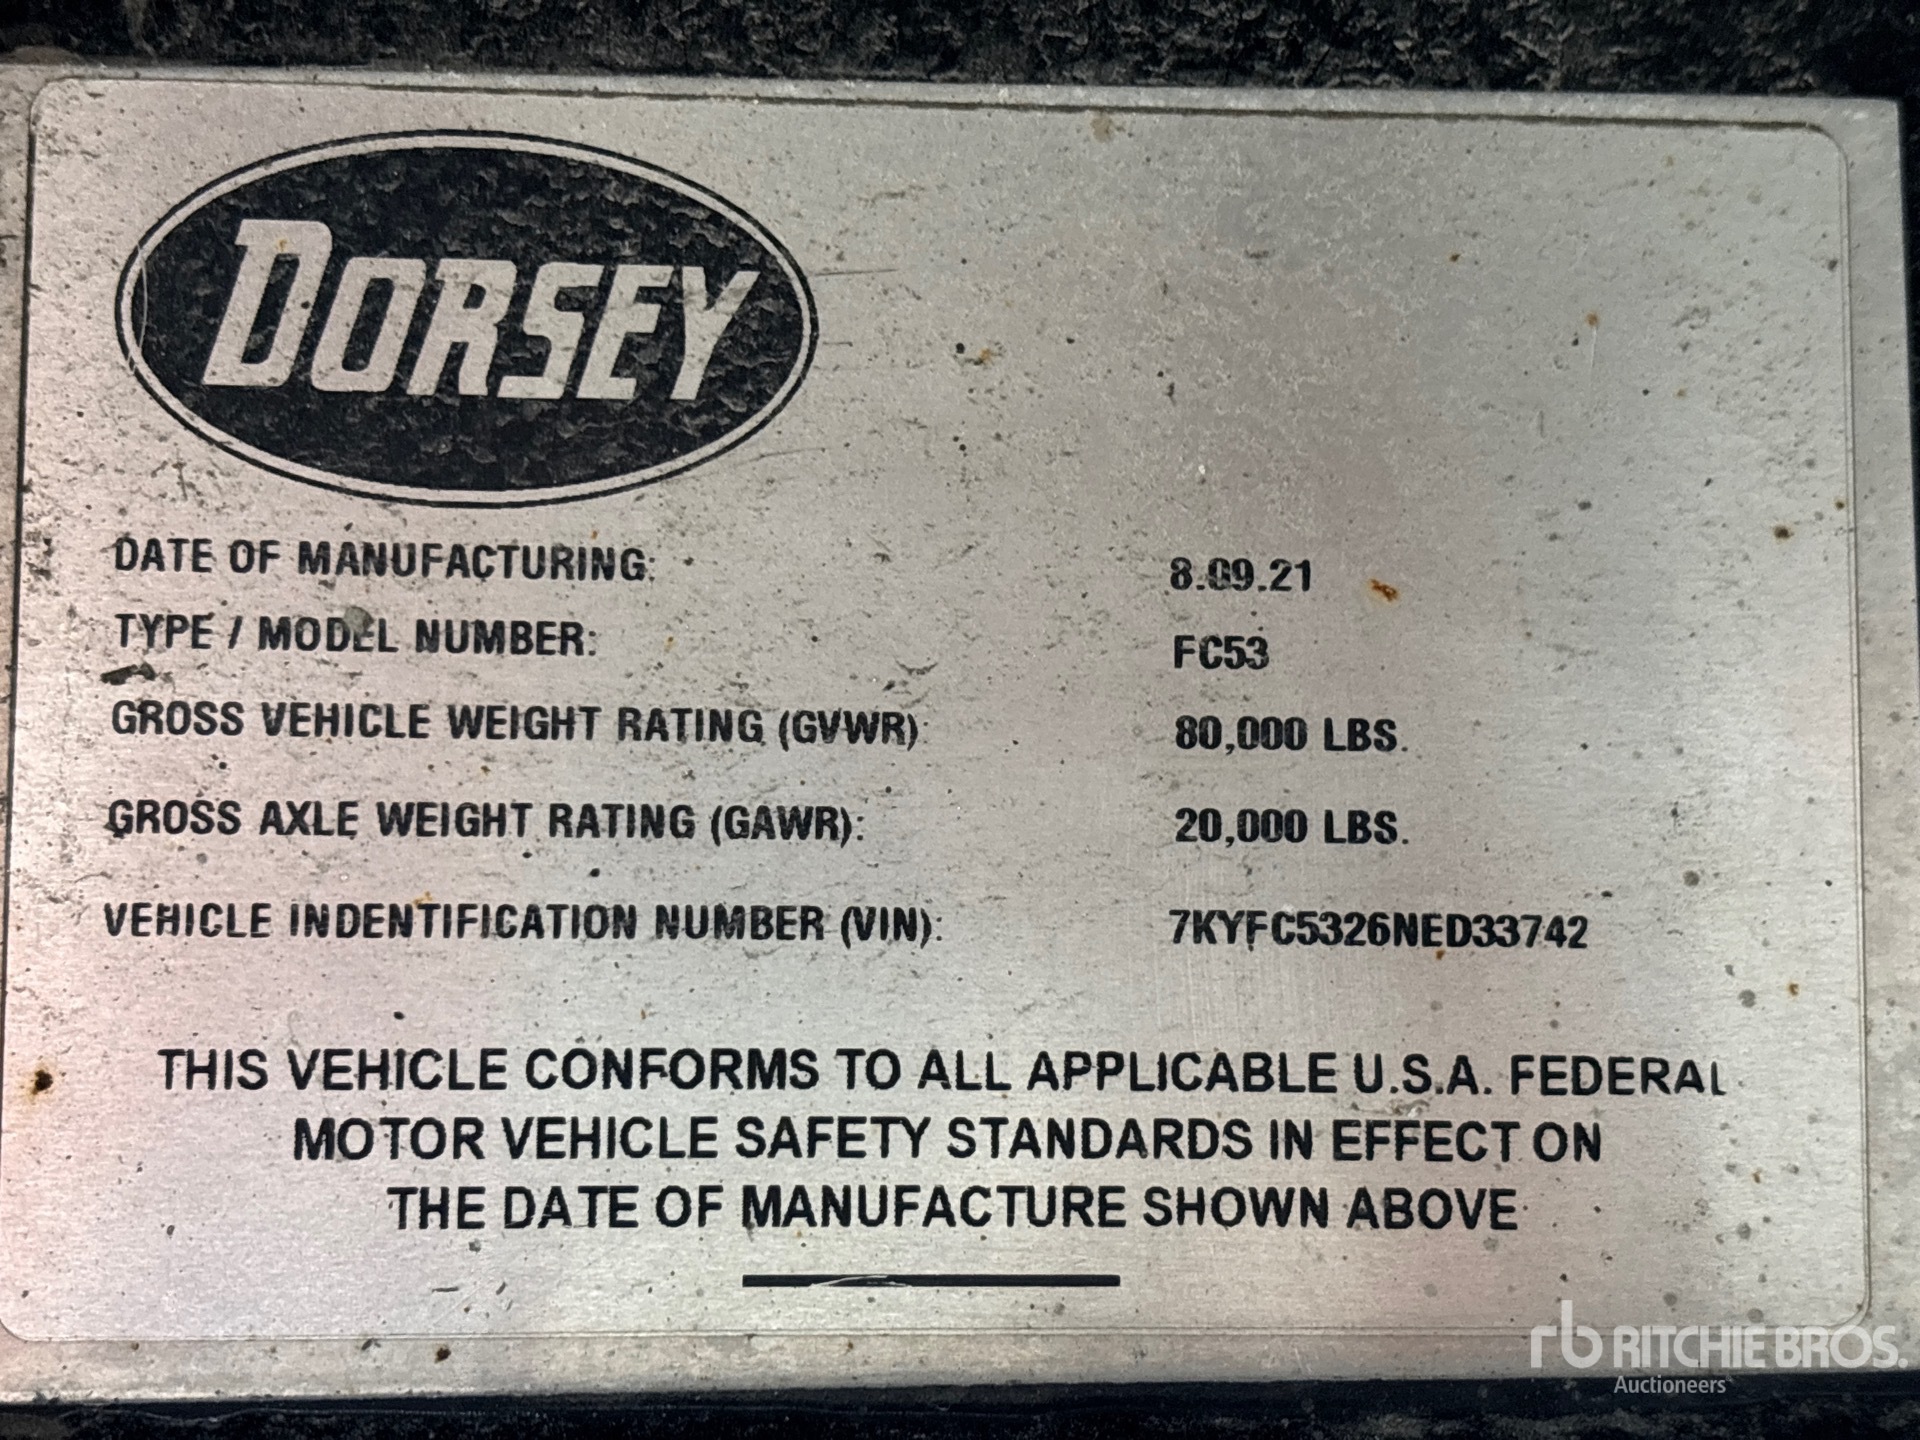 DORSEY
DATE OF MANUFACTURING: 8.09.21
TYPE / MODEL NUMBER: FC53
GROSS VEHICLE WEIGHT RATING (GVWR): 80,000 LBS.
GROSS AXLE WEIGHT RATING (GAWR): 20,000 LBS.
VEHICLE INDENTIFICATION NUMBER (VIN): 7KYFC5326NED33742
THIS VEHICLE CONFORMS TO ALL APPLICABLE U.S.A. FEDERAL
MOTOR VEHICLE SAFETY STANDARDS IN EFFECT ON
THE DATE OF MANUFACTURE SHOWN ABOVE
rb RITCHIE BROS.
Auctioneers